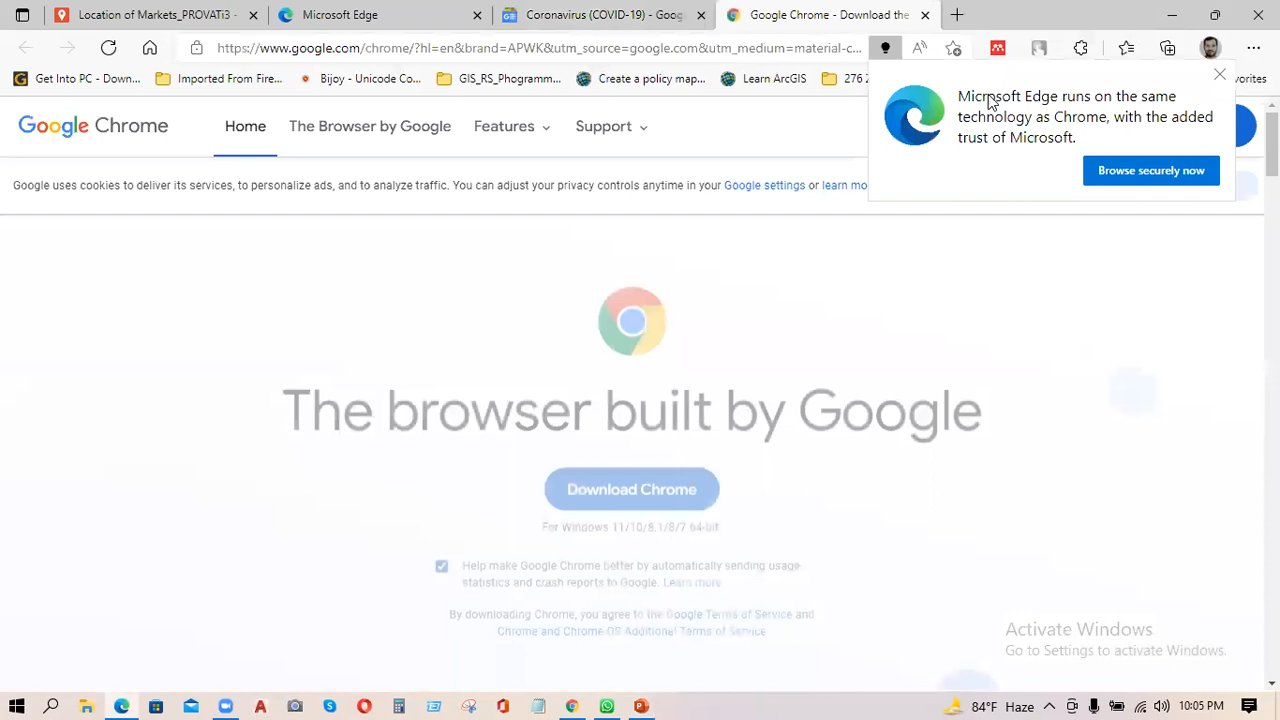 Location of Markets_PROVATi3
Microsoft Edge
Coronavirus (COVID-19) - Goog
Google Chrome - Download the
https://www.google.com/chrome/?hl=en&brand=APWK&utm_source=google.com&utm_medium=material-c...
Get Into PC - Down...
Imported From Fire...
Bijoy - Unicode Co...
GIS_RS_Phogramm...
Create a policy map...
Learn ArcGIS
276 2
avorites
Microsoft Edge runs on the same
technology as Chrome, with the added
trust of Microsoft.
Browse securely now
Google Chrome
Home
The Browser by Google
Features
Support
Google uses cookies to deliver its services, to personalize ads, and to analyze traffic. You can adjust your privacy controls anytime in your Google settings or learn mo
The browser built by Google
Download Chrome
For Windows 11/10/8.1/8/7 64-bit
Help make Google Chrome better by automatically sending usage
statistics and crash reports to Google. Learn more
By downloading Chrome, you agree to the Google Terms of Service and
Chrome and Chrome OS Additional Terms of Service
Activate Windows
Go to Settings to activate Windows.
84°F Haze
10:05 PM